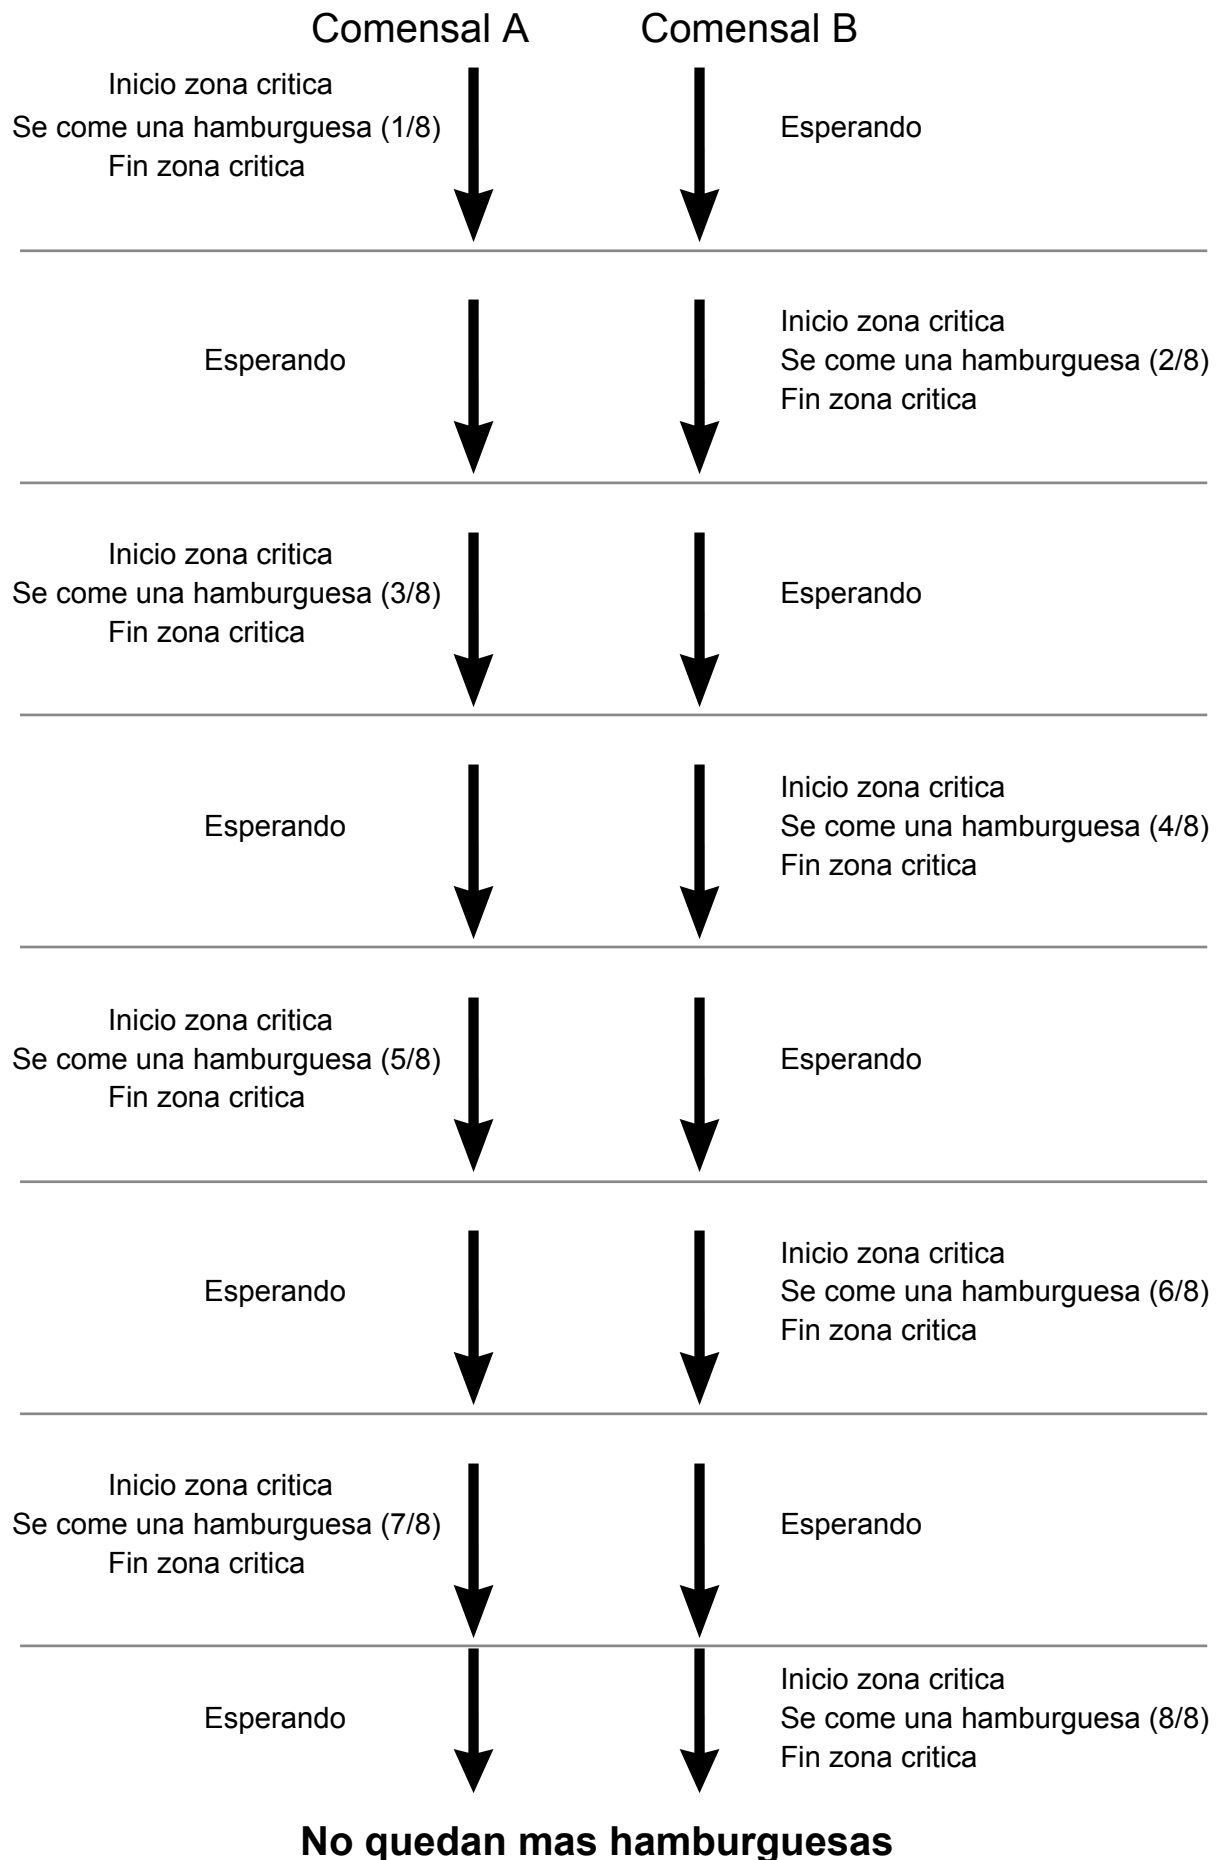 Comensal A
Comensal B
Inicio zona critica
Se come una hamburguesa (1/8)
Fin zona critica
Esperando
Esperando
Inicio zona critica
Se come una hamburguesa (2/8)
Fin zona critica
Inicio zona critica
Se come una hamburguesa (3/8)
Fin zona critica
Esperando
Esperando
Inicio zona critica
Se come una hamburguesa (4/8)
Fin zona critica
Inicio zona critica
Se come una hamburguesa (5/8)
Fin zona critica
Esperando
Esperando
Inicio zona critica
Se come una hamburguesa (6/8)
Fin zona critica
Inicio zona critica
Se come una hamburguesa (7/8)
Fin zona critica
Esperando
Esperando
Inicio zona critica
Se come una hamburguesa (8/8)
Fin zona critica
No quedan mas hamburguesas